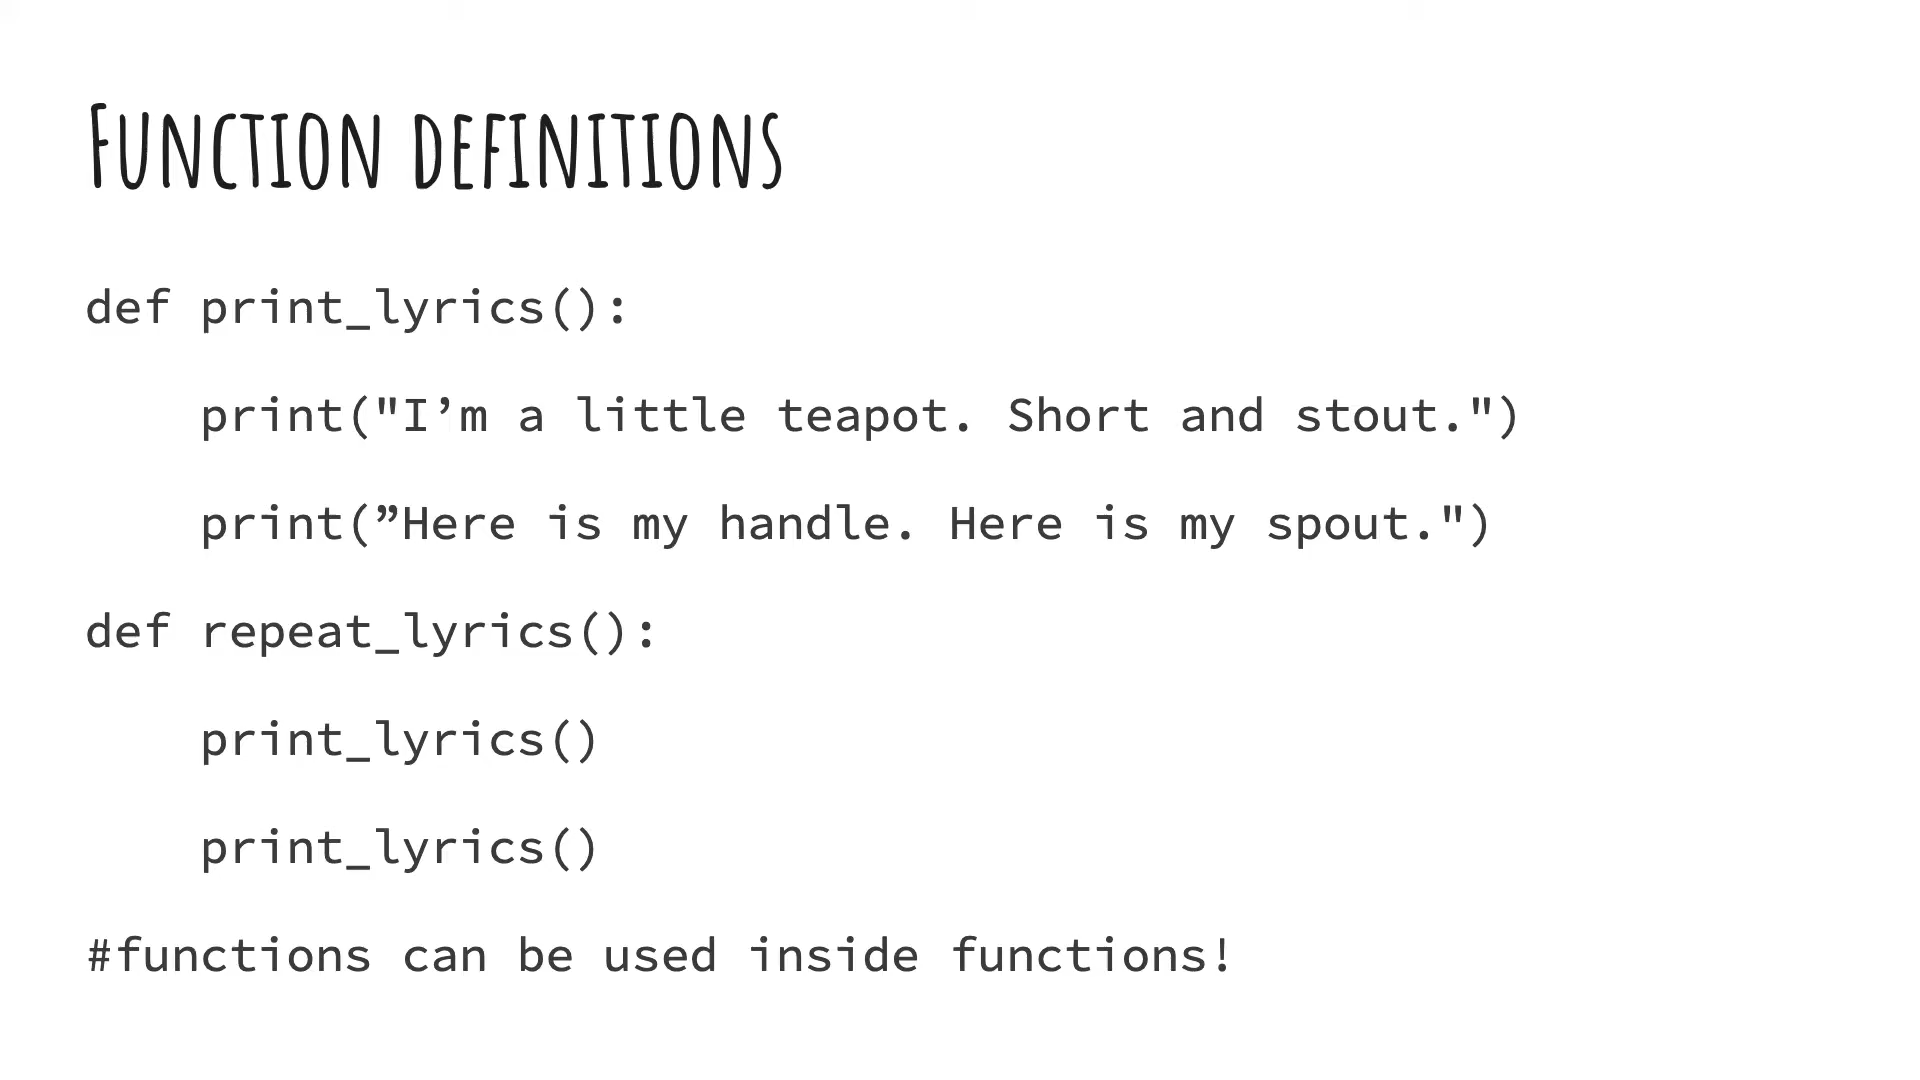 Function definitions
def print_lyrics():
    print("I’m a little teapot. Short and stout.")
    print(”Here is my handle. Here is my spout.")
def repeat_lyrics():
    print_lyrics()
    print_lyrics()
#functions can be used inside functions!